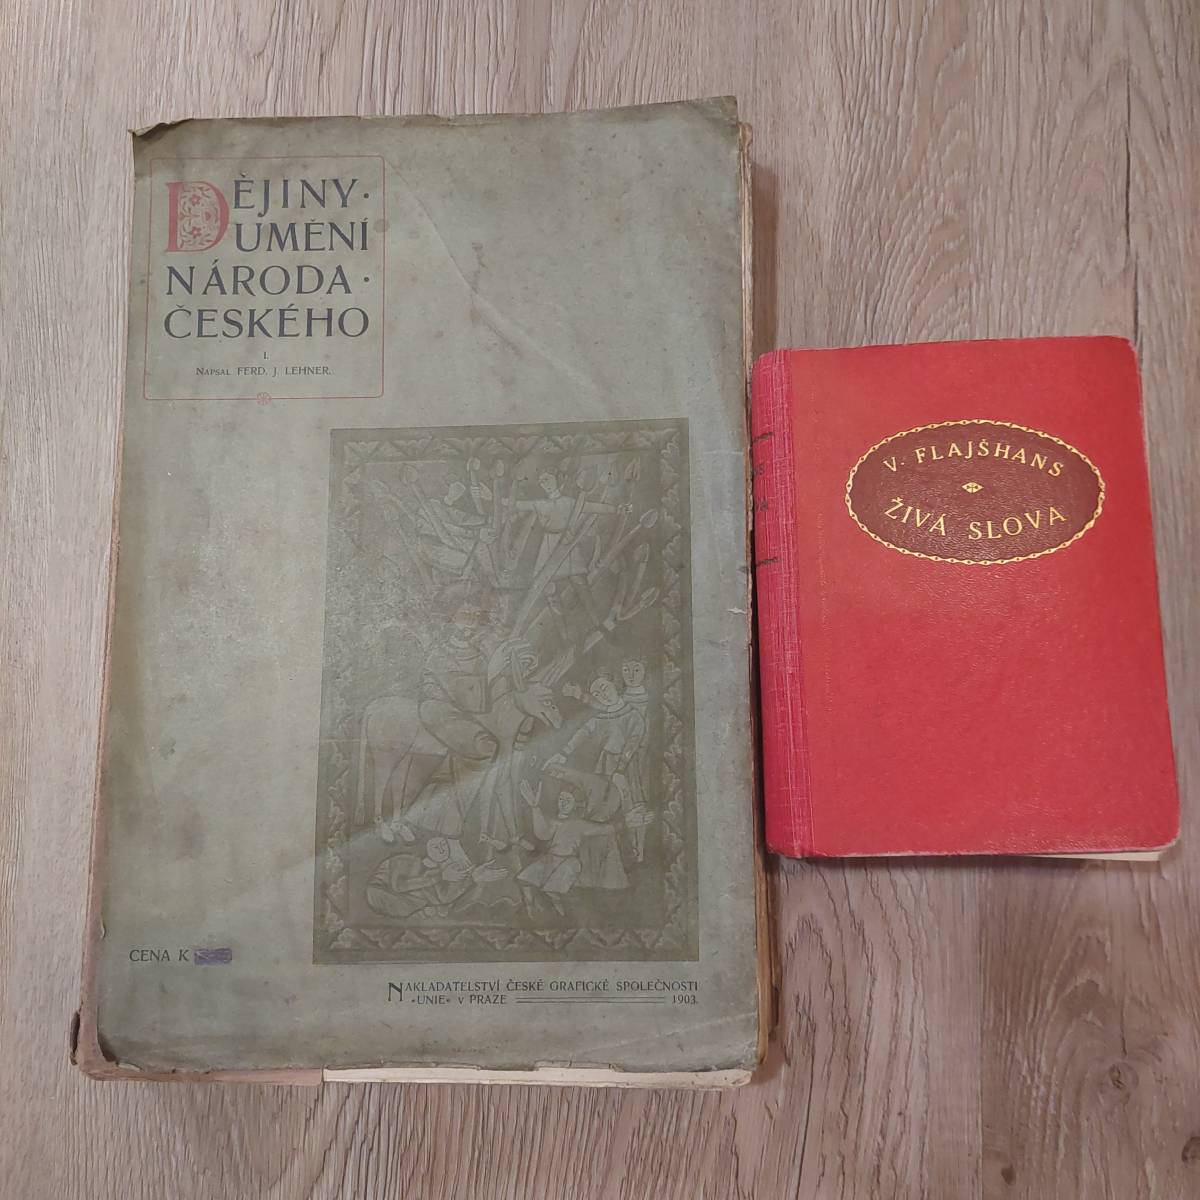 DĚJINY ·
UMĚNÍ
NÁRODA ·
ČESKÉHO
I.
NAPSAL FERD. J. LEHNER.
CENA K
NAKLADATELSTVÍ ČESKÉ GRAFICKÉ SPOLEČNOSTI
»UNIE« V PRAZE 1903.
V. FLAJŠHANS
ŽIVÁ SLOVA